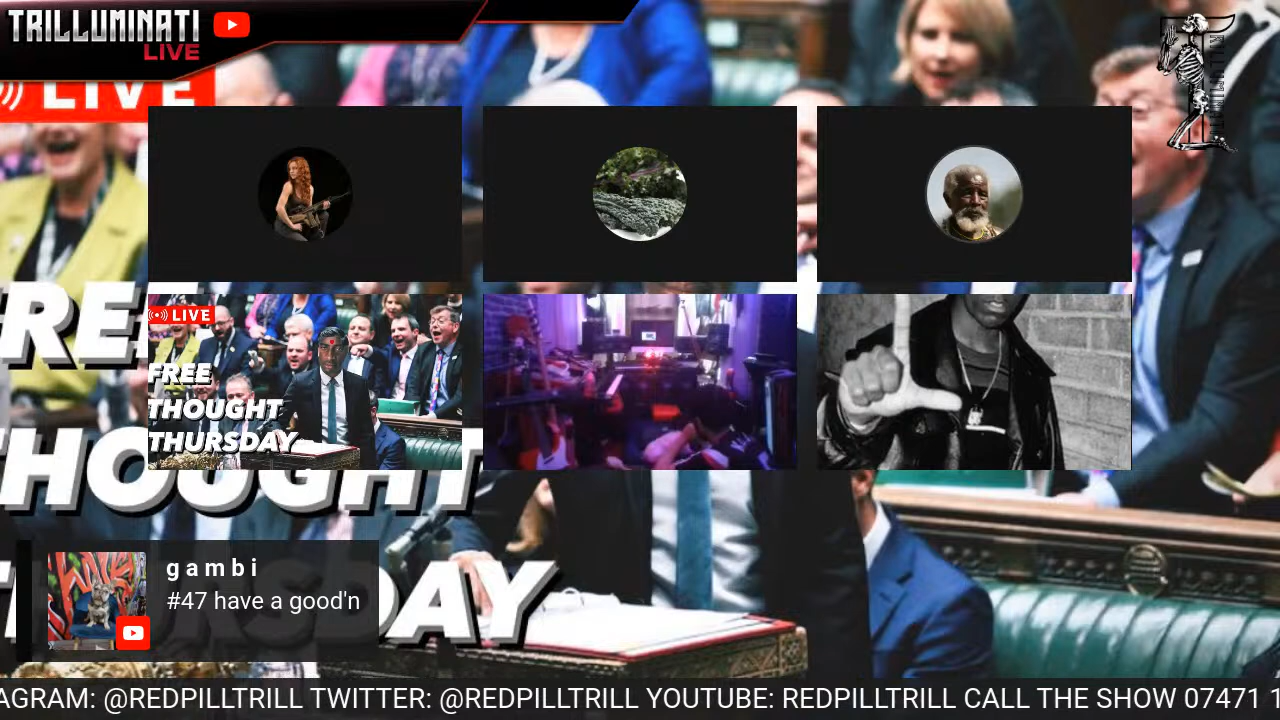 TRILLUMINATI
LIVE
LIVE
LIVE
FREE
THOUGHT
THURSDAY
THOUGHT
DAY
gambi
#47 have a good'n
AGRAM: @REDPILLTRILL TWITTER: @REDPILLTRILL YOUTUBE: REDPILLTRILL CALL THE SHOW 07471 1